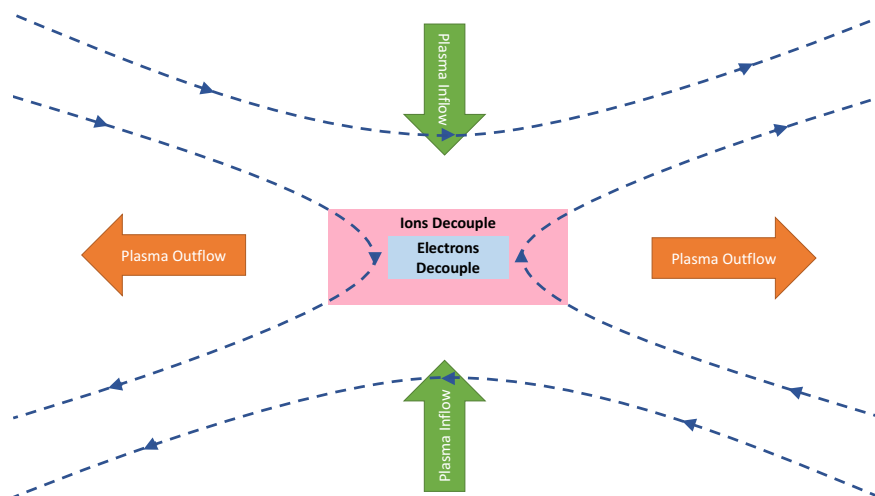 Plasma Inflow
Ions Decouple
Electrons
Decouple
Plasma Outflow
Plasma Outflow
Plasma Inflow